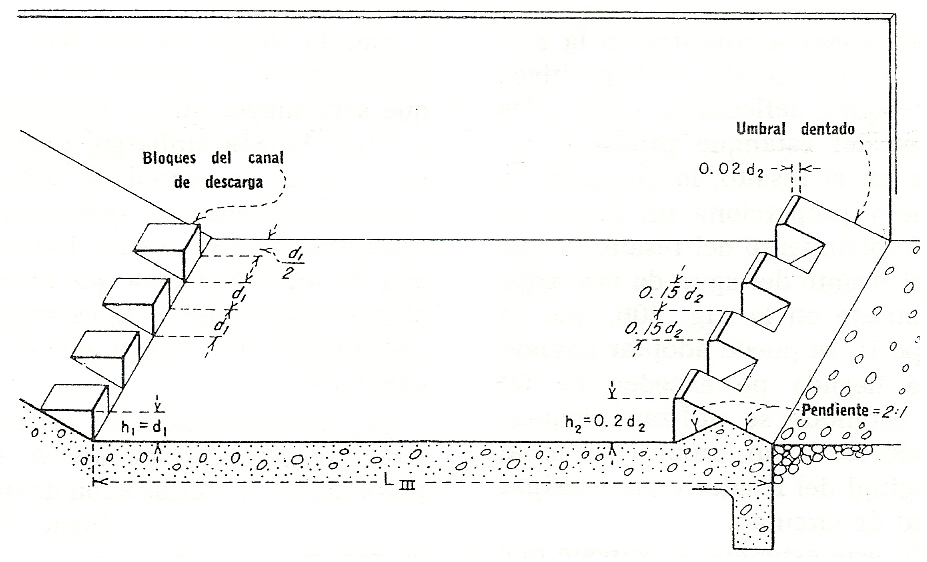 Umbral dentado
Bloques del canal
de descarga
0.02 d₂
d₁
2
d₁
d₁
0.15 d₂
0.15 d₂
h₁ = d₁
h₂ = 0.2 d₂
Pendiente = 2:1
L III